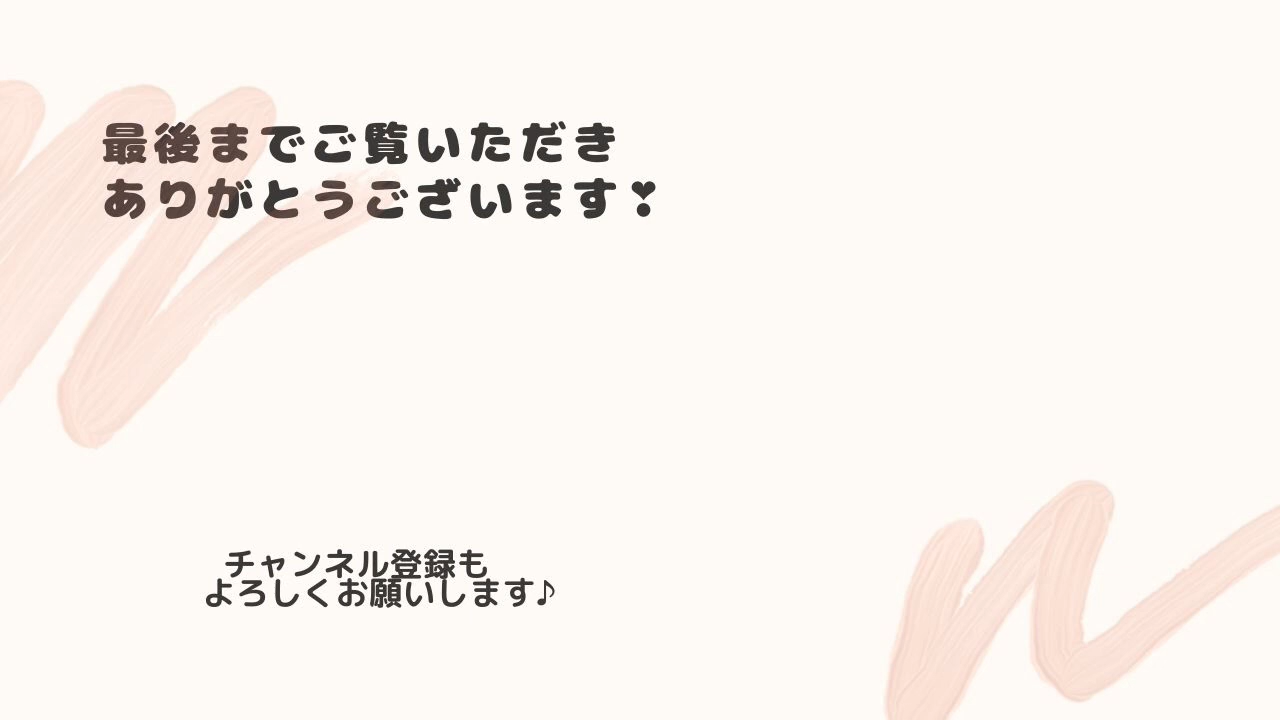 最後までご覧いただき
ありがとうございます❣
チャンネル登録も
よろしくお願いします♪